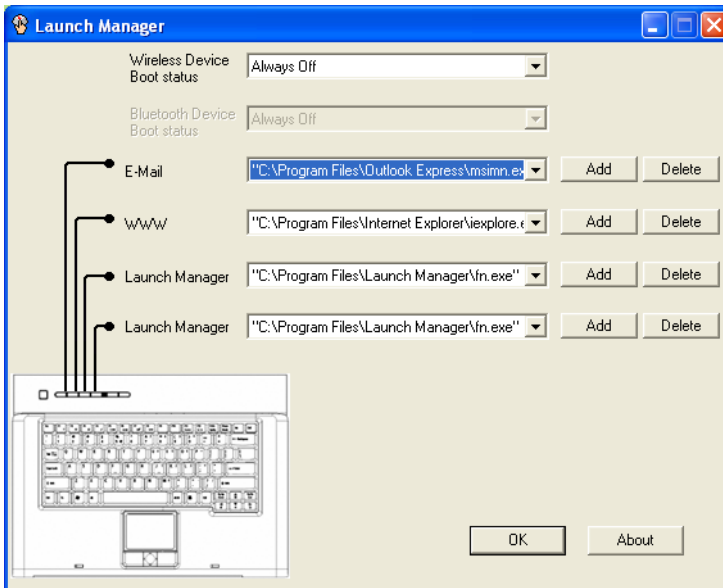 Launch Manager
Wireless Device
Boot status
Always Off
Bluetooth Device
Boot status
Always Off
E-Mail
"C:\Program Files\Outlook Express\msimn.ex
Add
Delete
WWW
"C:\Program Files\Internet Explorer\iexplore.e
Add
Delete
Launch Manager
"C:\Program Files\Launch Manager\fn.exe"
Add
Delete
Launch Manager
"C:\Program Files\Launch Manager\fn.exe"
Add
Delete
OK
About